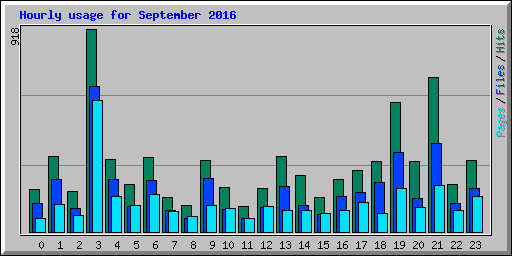 Hourly usage for September 2016
918
Pages / Files / Hits
0 1 2 3 4 5 6 7 8 9 10 11 12 13 14 15 16 17 18 19 20 21 22 23